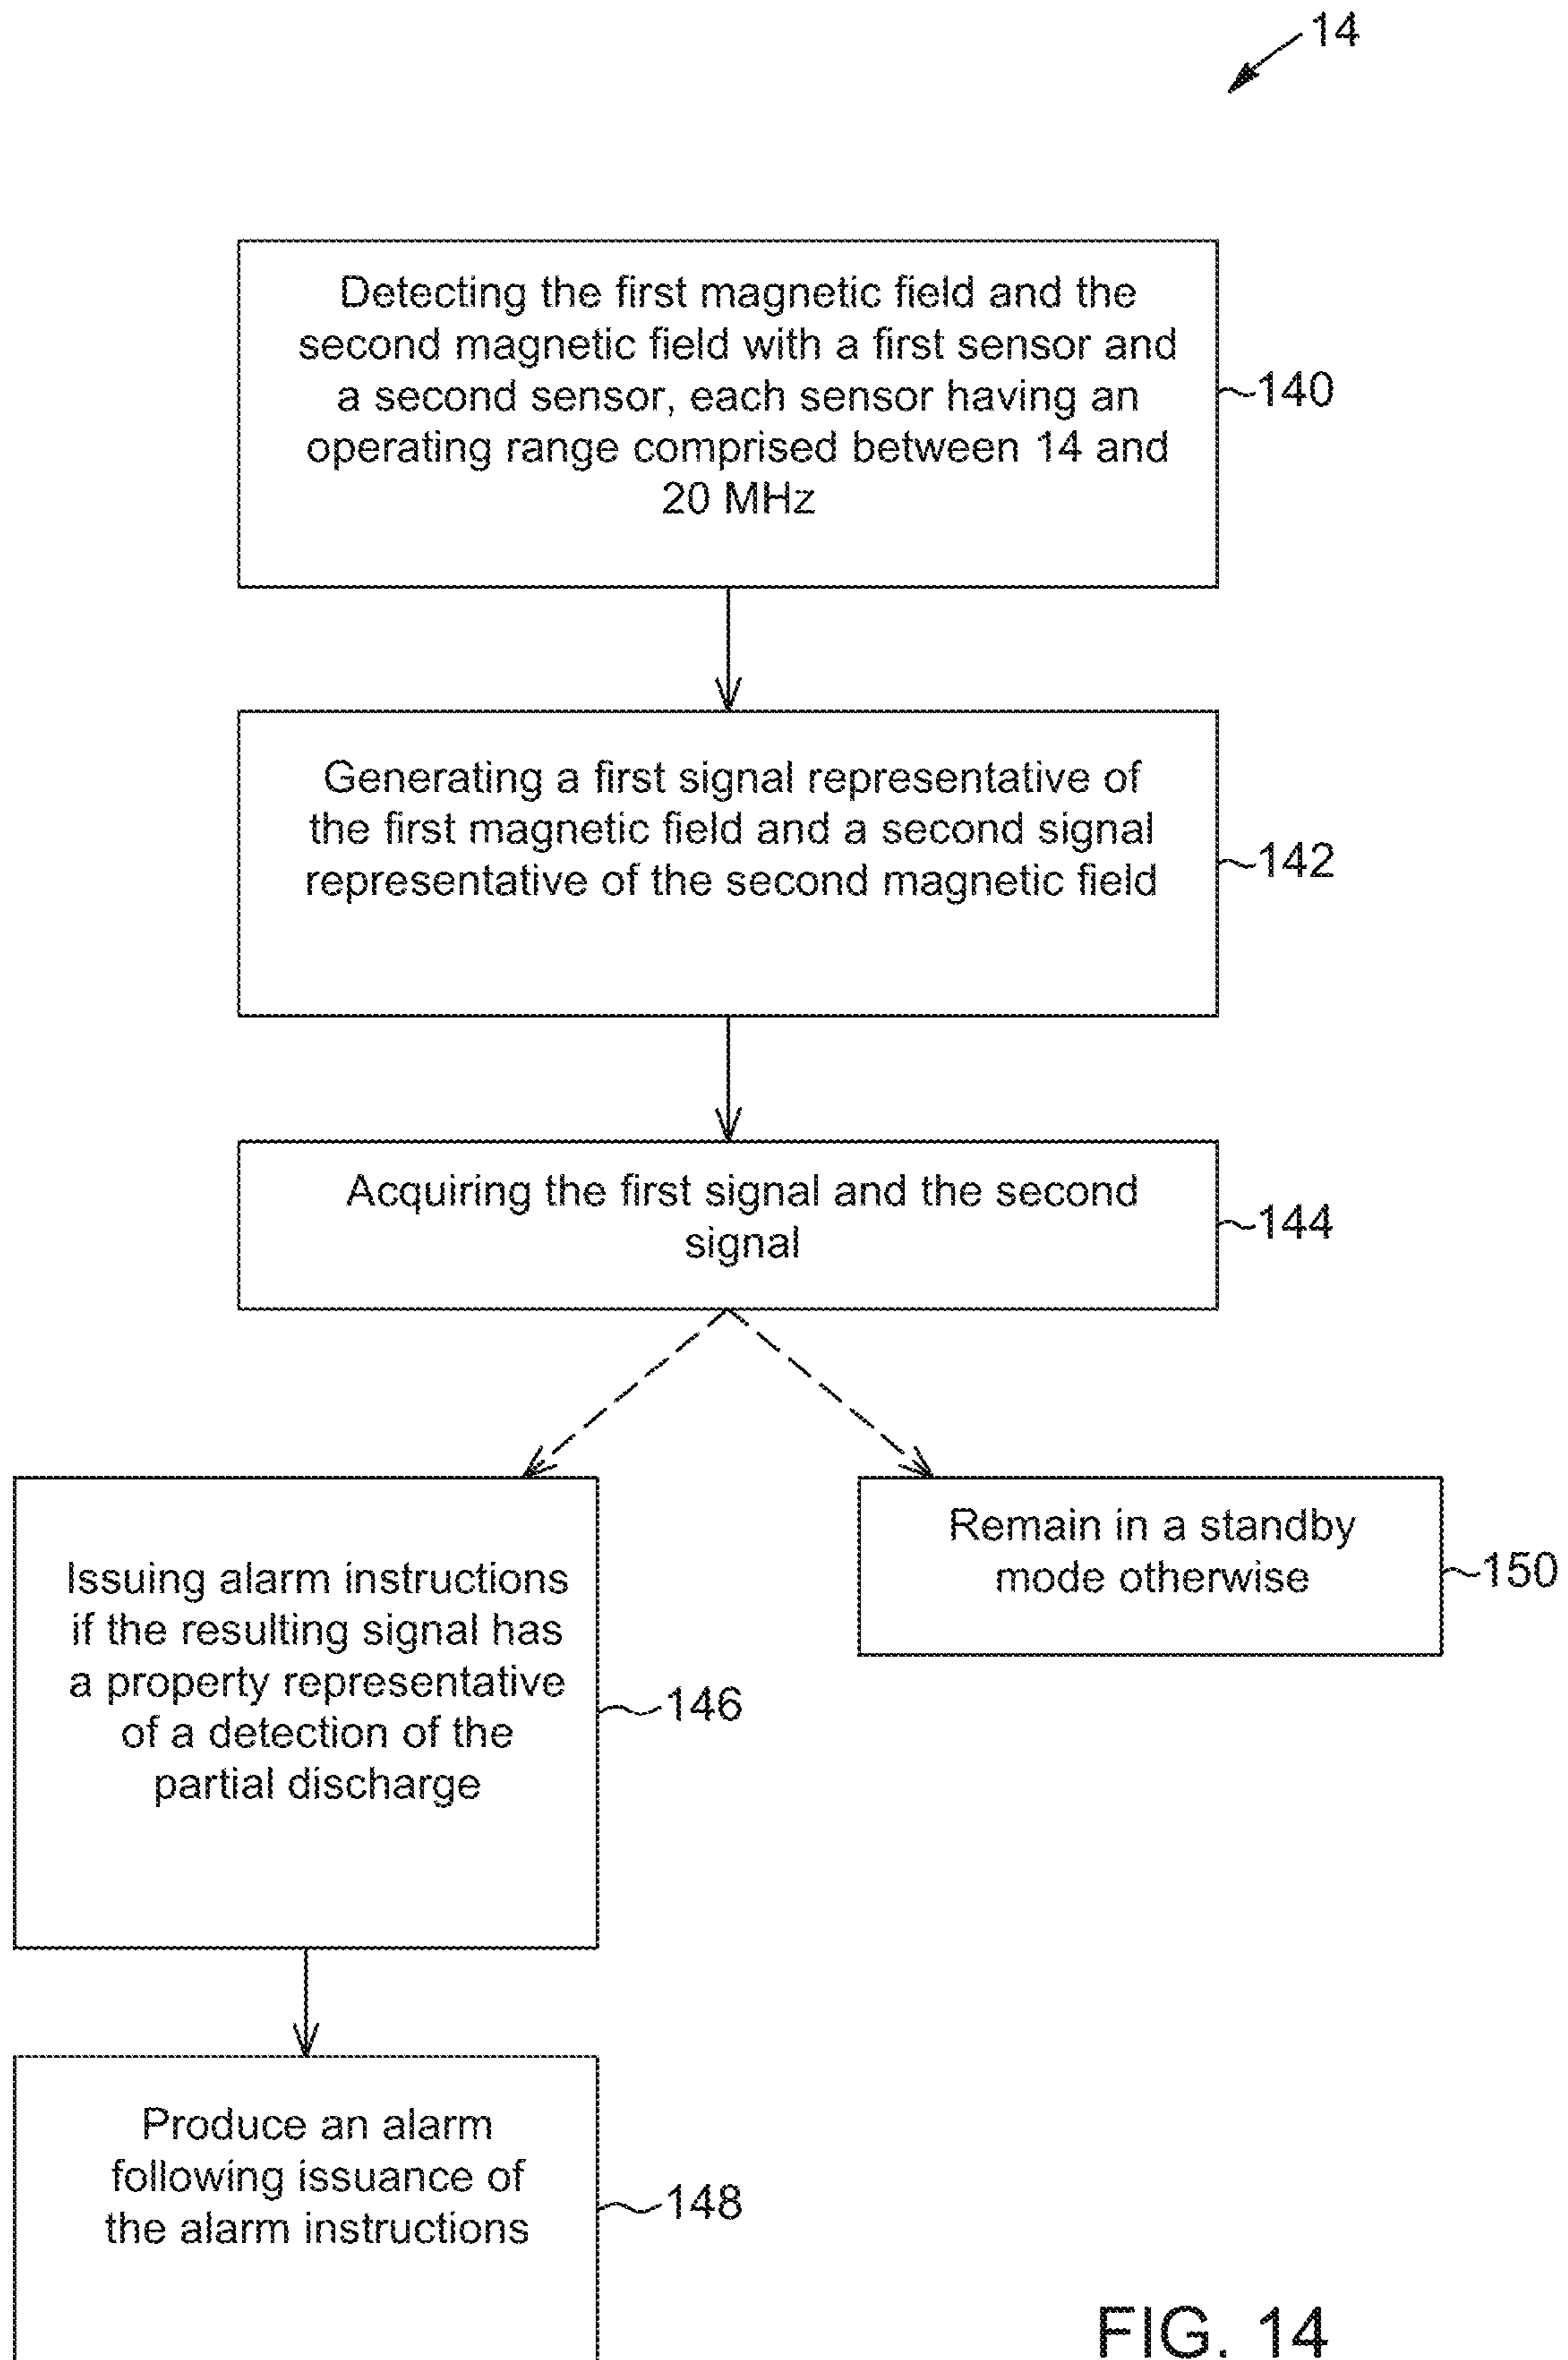 14
Detecting the first magnetic field and the
second magnetic field with a first sensor and
a second sensor, each sensor having an
operating range comprised between 14 and
20 MHz
140
Generating a first signal representative of
the first magnetic field and a second signal
representative of the second magnetic field
142
Acquiring the first signal and the second
signal
144
Issuing alarm instructions
if the resulting signal has
a property representative
of a detection of the
partial discharge
146
Remain in a standby
mode otherwise
150
Produce an alarm
following issuance of
the alarm instructions
148
FIG. 14